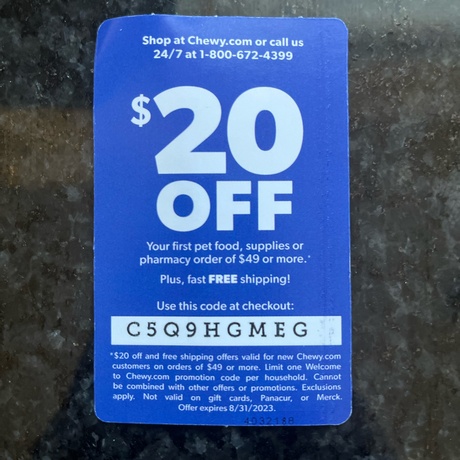 Shop at Chewy.com or call us
24/7 at 1-800-672-4399
$20
OFF
Your first pet food, supplies or
pharmacy order of $49 or more.*
Plus, fast FREE shipping!
Use this code at checkout:
C5Q9HGMEG
*$20 off and free shipping offers valid for new Chewy.com
customers on orders of $49 or more. Limit one Welcome
to Chewy.com promotion code per household. Cannot
be combined with other offers or promotions. Exclusions
apply. Not valid on gift cards, Panacur, or Merck.
Offer expires 8/31/2023.